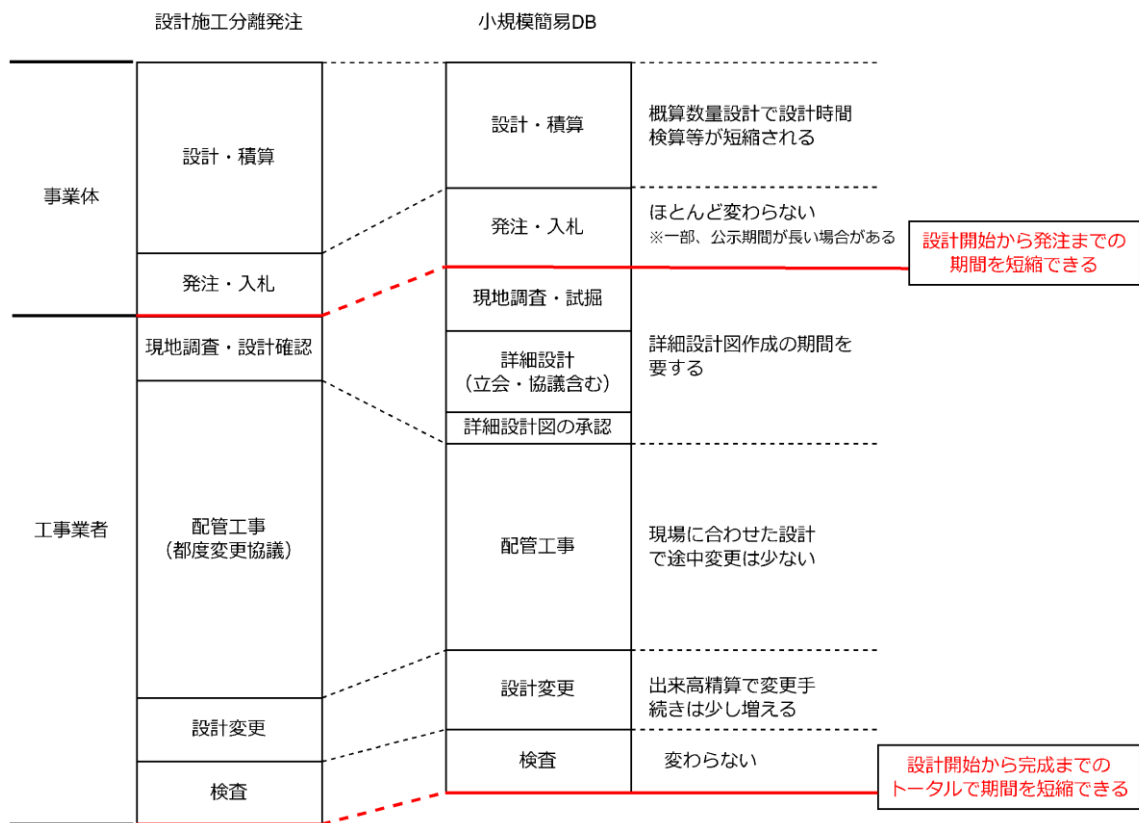 設計施工分離発注
小規模簡易DB
事業体
設計・積算
発注・入札
工事業者
現地調査・設計確認
配管工事
（都度変更協議）
設計変更
検査
設計・積算
概算数量設計で設計時間
検算等が短縮される
発注・入札
ほとんど変わらない
※一部、公示期間が長い場合がある
設計開始から発注までの
期間を短縮できる
現地調査・試掘
詳細設計
（立会・協議含む）
詳細設計図の承認
詳細設計図作成の期間を
要する
配管工事
現場に合わせた設計
で途中変更は少ない
設計変更
出来高精算で変更手
続きは少し増える
検査
変わらない
設計開始から完成までの
トータルで期間を短縮できる